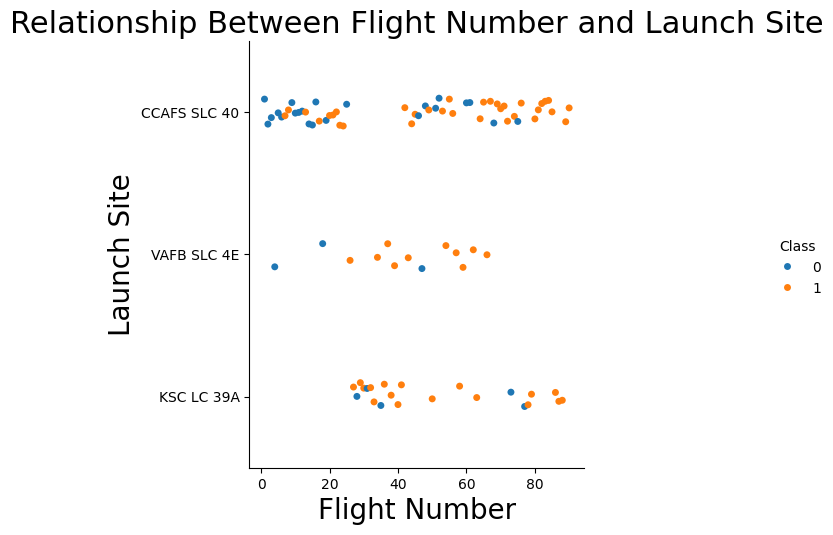 Relationship Between Flight Number and Launch Site
Launch Site
CCAFS SLC 40
VAFB SLC 4E
KSC LC 39A
0
20
40
60
80
Flight Number
Class
0
1